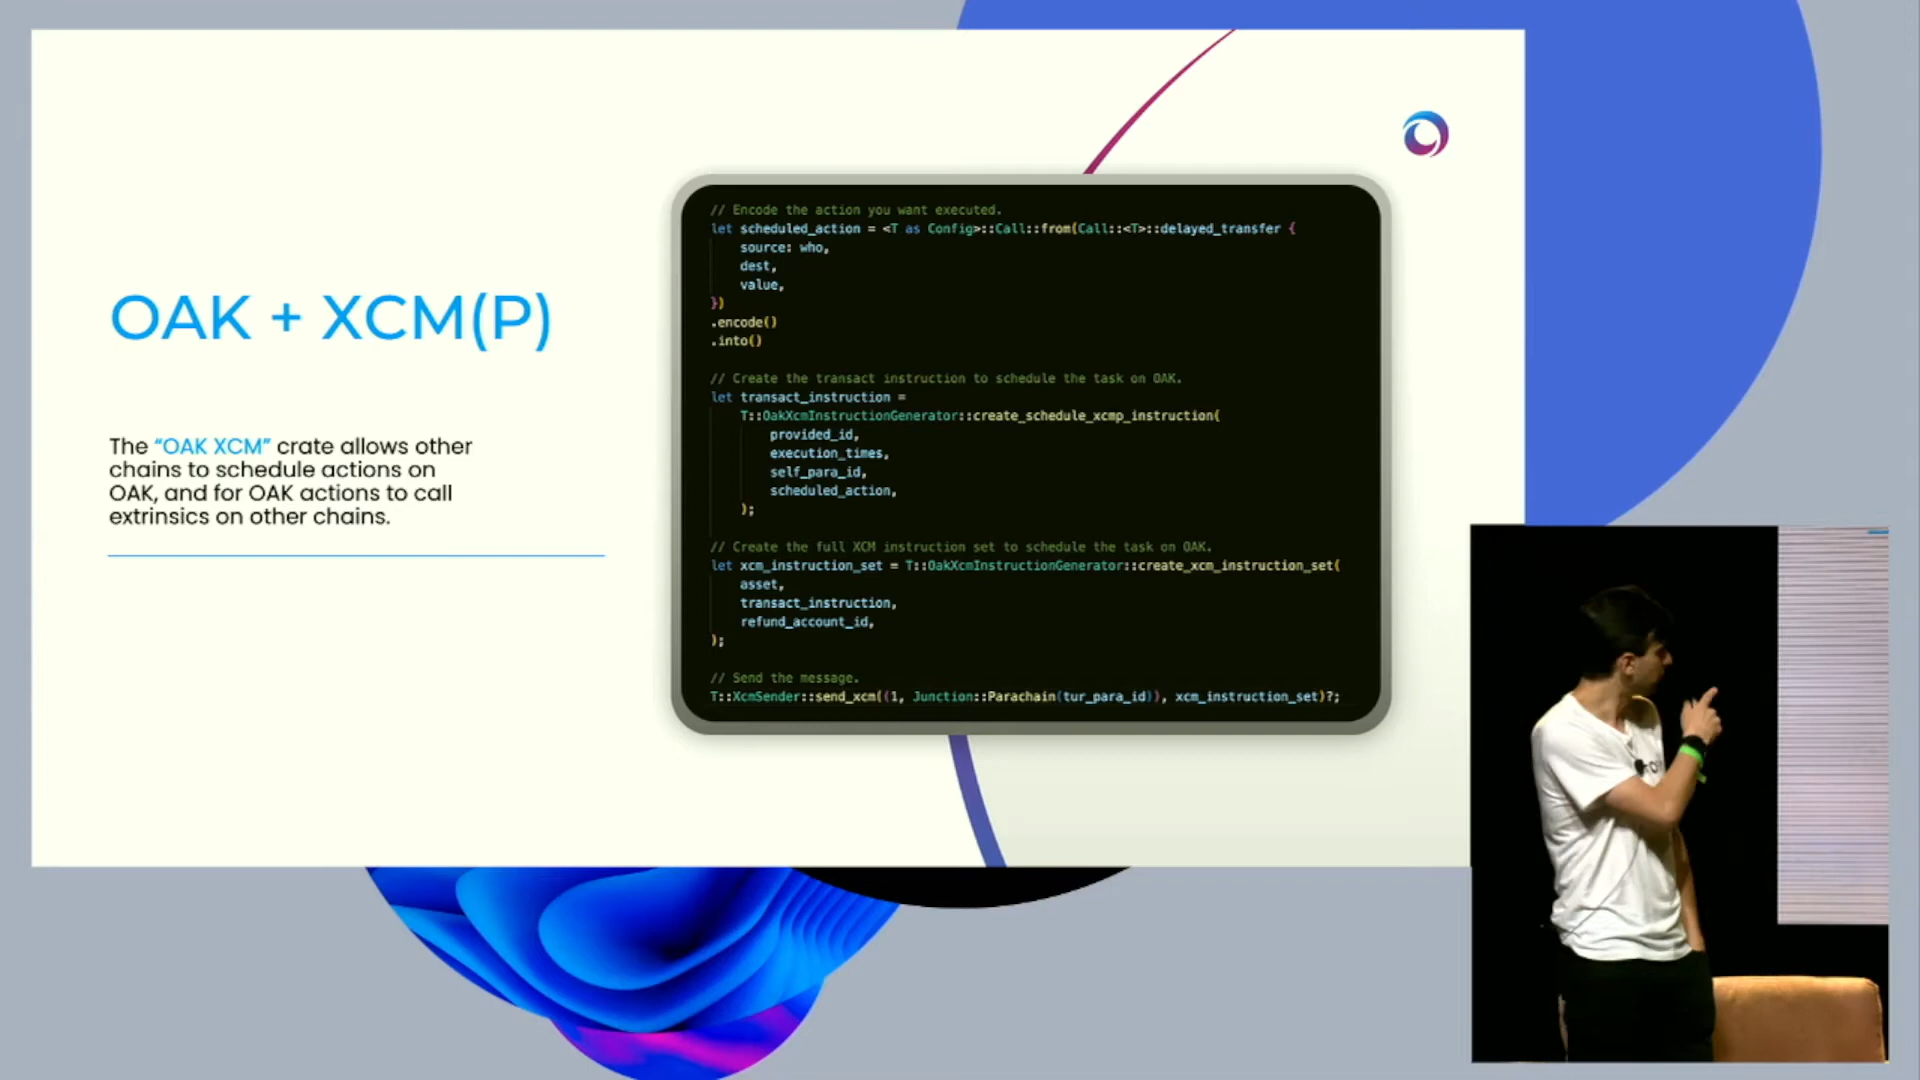 OAK + XCM(P)
The “OAK XCM” crate allows other
chains to schedule actions on
OAK, and for OAK actions to call
extrinsics on other chains.
// Encode the action you want executed.
let scheduled_action = <T as Config>::Call::from(Call::<T>::delayed_transfer {
source: who,
dest,
value,
})
.encode()
.into()
// Create the transact instruction to schedule the task on OAK.
let transact_instruction =
T::OakXcmInstructionGenerator::create_schedule_xcmp_instruction(
provided_id,
execution_times,
self_para_id,
scheduled_action,
);
// Create the full XCM instruction set to schedule the task on OAK.
let xcm_instruction_set = T::OakXcmInstructionGenerator::create_xcm_instruction_set(
asset,
transact_instruction,
refund_account_id,
);
// Send the message.
T::XcmSender::send_xcm((1, Junction::Parachain(tur_para_id)), xcm_instruction_set)?;